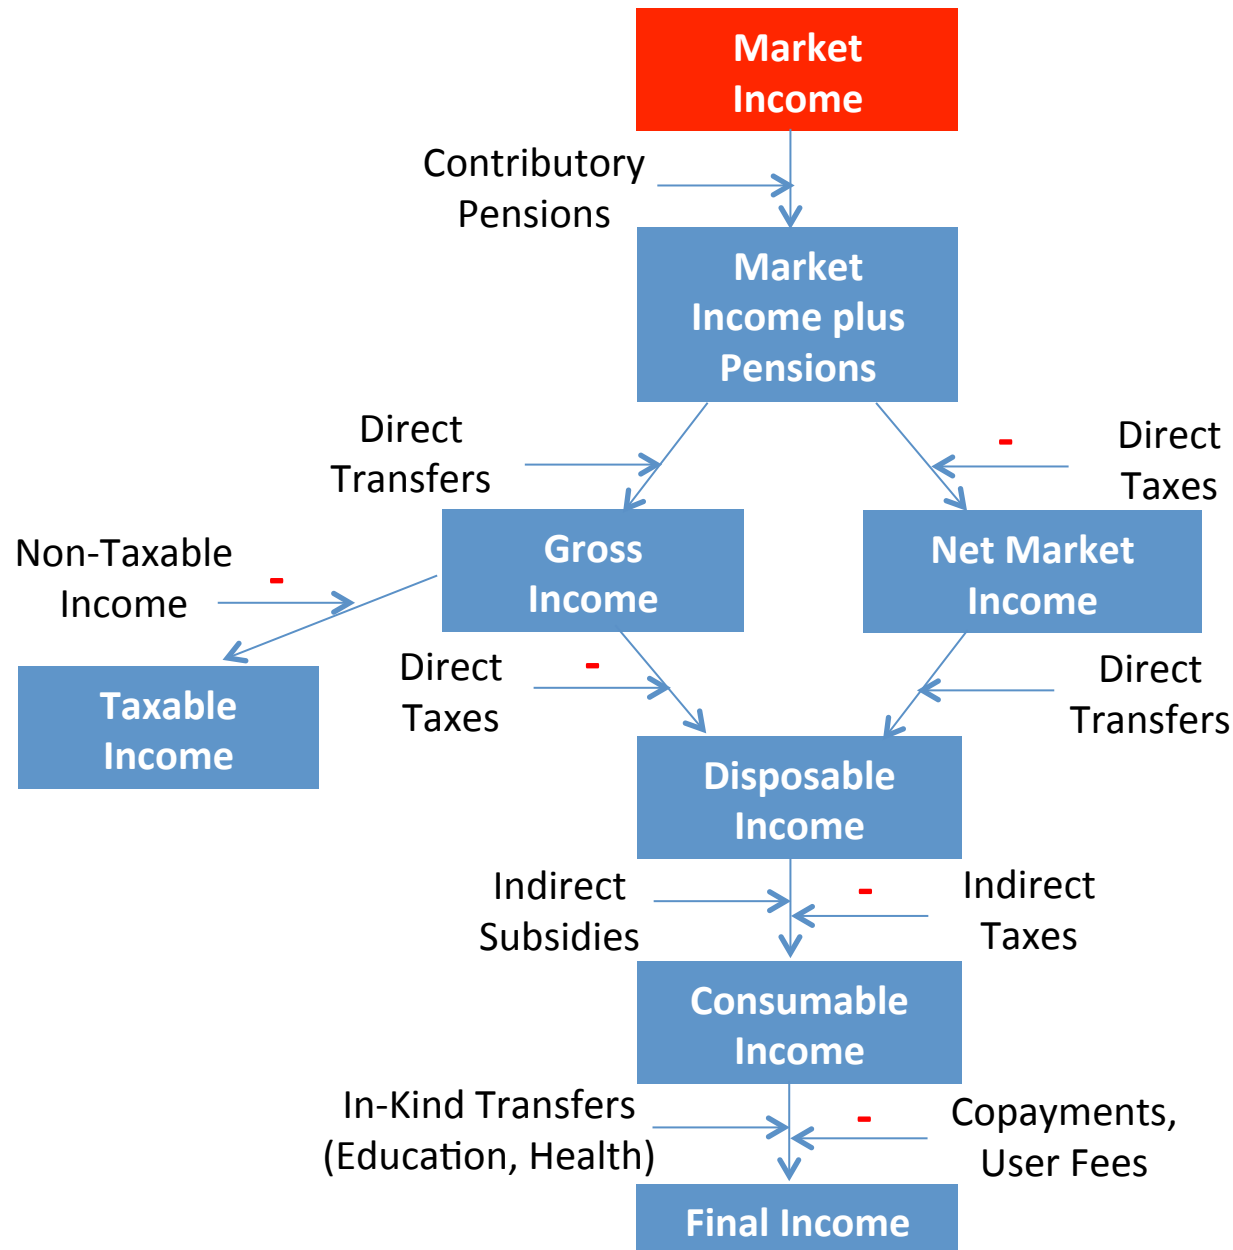 Market
Income
Contributory
Pensions
Market
Income plus
Pensions
Direct
Transfers
-
Direct
Taxes
Gross
Income
Net Market
Income
Non-Taxable
Income
-
Taxable
Income
Direct
Taxes
-
Direct
Transfers
Disposable
Income
Indirect
Subsidies
-
Indirect
Taxes
Consumable
Income
In-Kind Transfers
(Education, Health)
-
Copayments,
User Fees
Final Income